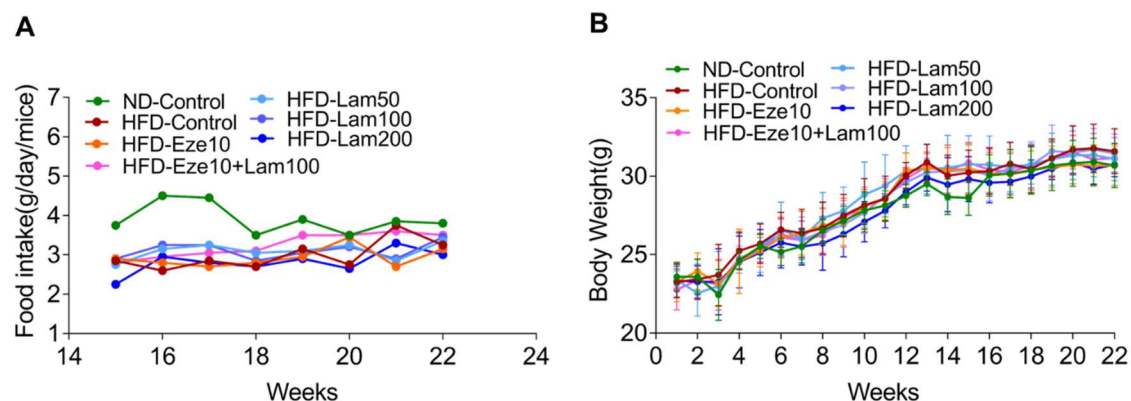 A
ND-Control
HFD-Control
HFD-Eze10
HFD-Eze10+Lam100
HFD-Lam50
HFD-Lam100
HFD-Lam200
Food intake(g/day/mice)
7
6
5
4
3
2
1
14 16 18 20 22 24
Weeks
B
ND-Control
HFD-Control
HFD-Eze10
HFD-Eze10+Lam100
HFD-Lam50
HFD-Lam100
HFD-Lam200
Body Weight(g)
35
30
25
20
0 2 4 6 8 10 12 14 16 18 20 22
Weeks